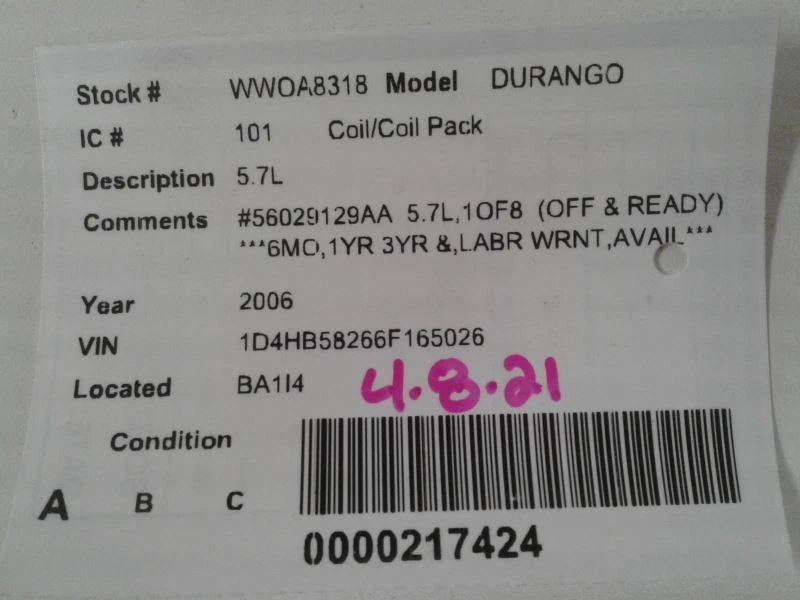 Stock # WWOA8318 Model DURANGO
IC # 101 Coil/Coil Pack
Description 5.7L
Comments #56029129AA 5.7L,1OF8 (OFF & READY)
***6MO,1YR 3YR &,LABR WRNT,AVAIL***
Year 2006
VIN 1D4HB58266F165026
Located BA1I4 4.8.21
Condition
A B C
0000217424